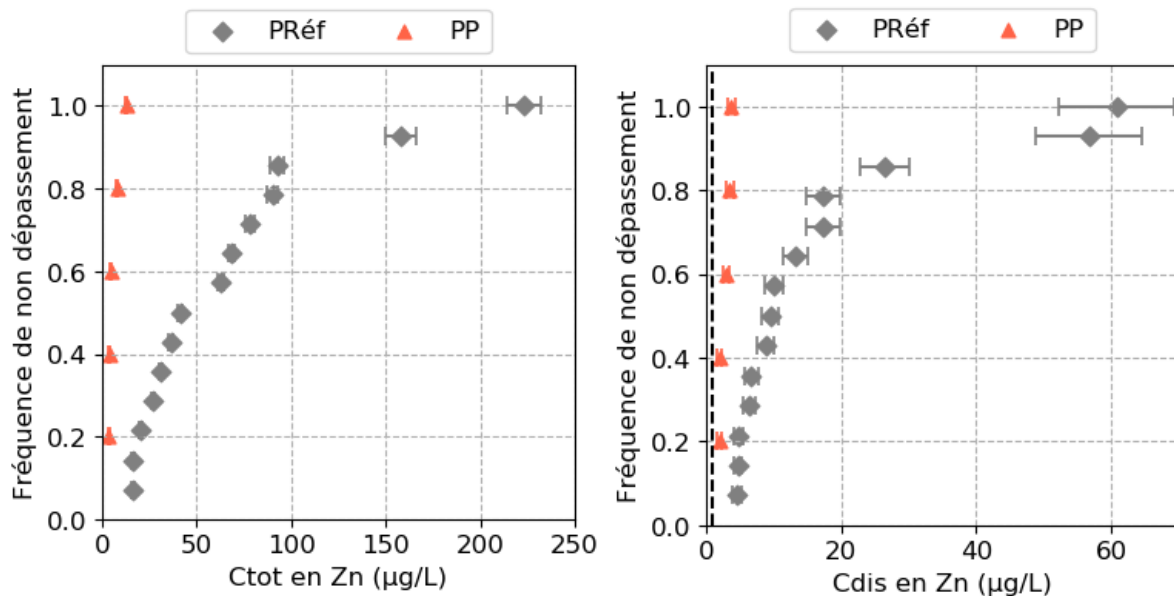 PRéf PP
Fréquence de non dépassement
1.0
0.8
0.6
0.4
0.2
0.0
0 50 100 150 200 250
Ctot en Zn (µg/L)
PRéf PP
Fréquence de non dépassement
1.0
0.8
0.6
0.4
0.2
0.0
0 20 40 60
Cdis en Zn (µg/L)